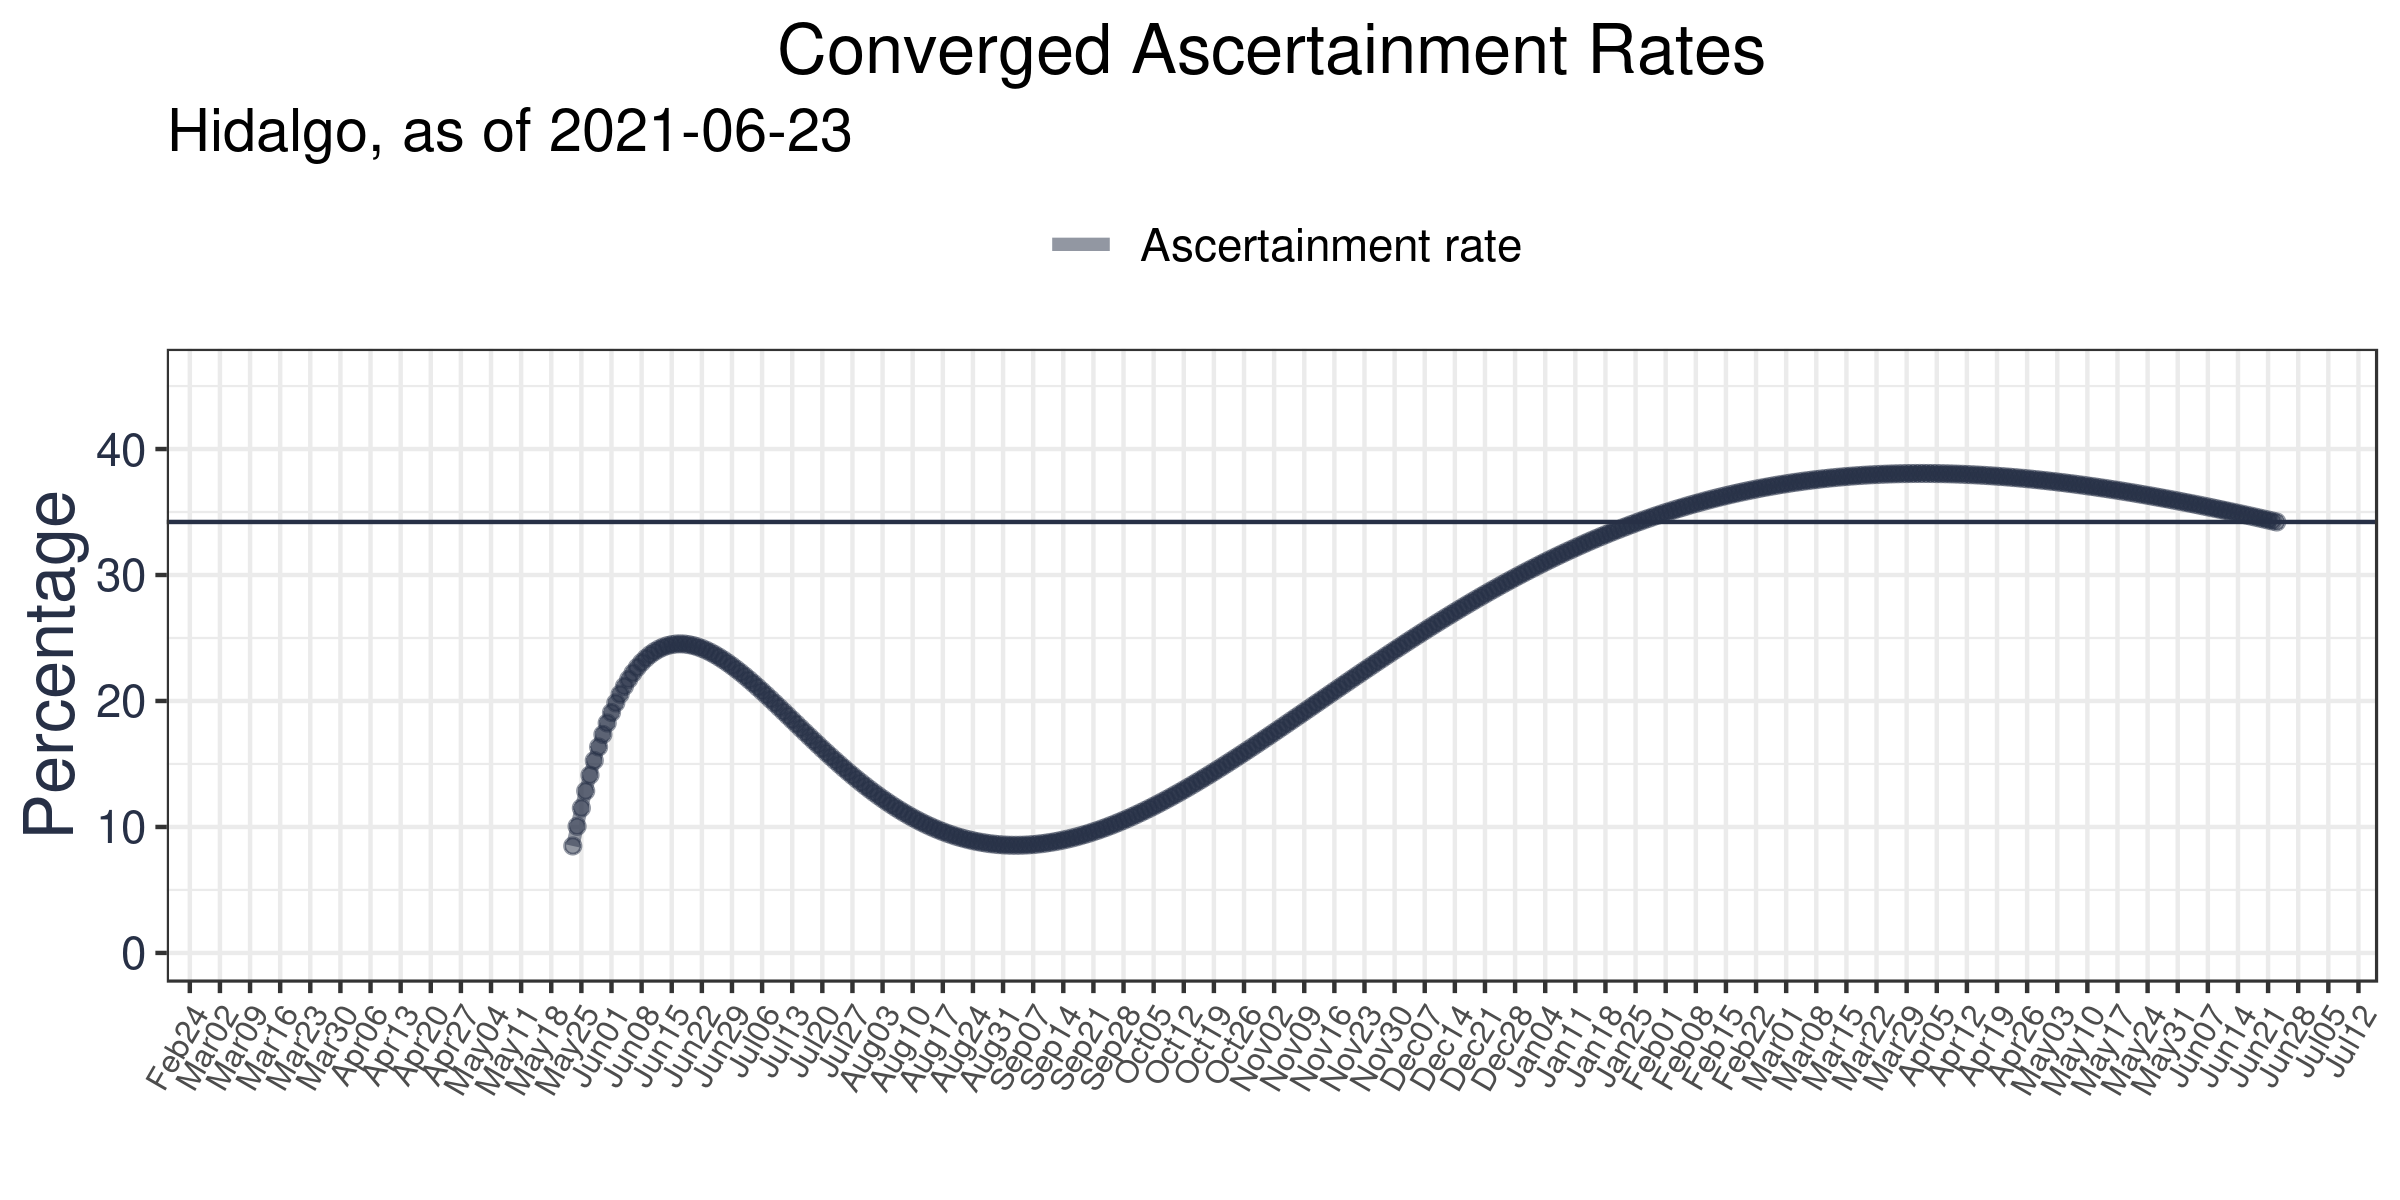 Converged Ascertainment Rates
Hidalgo, as of 2021-06-23
Ascertainment rate
Percentage
40
30
20
10
0
Feb24
Mar02
Mar09
Mar16
Mar23
Mar30
Apr06
Apr13
Apr20
Apr27
May04
May11
May18
May25
Jun01
Jun08
Jun15
Jun22
Jun29
Jul06
Jul13
Jul20
Jul27
Aug03
Aug10
Aug17
Aug24
Aug31
Sep07
Sep14
Sep21
Sep28
Oct05
Oct12
Oct19
Oct26
Nov02
Nov09
Nov16
Nov23
Nov30
Dec07
Dec14
Dec21
Dec28
Jan04
Jan11
Jan18
Jan25
Feb01
Feb08
Feb15
Feb22
Mar01
Mar08
Mar15
Mar22
Mar29
Apr05
Apr12
Apr19
Apr26
May03
May10
May17
May24
May31
Jun07
Jun14
Jun21
Jun28
Jul05
Jul12